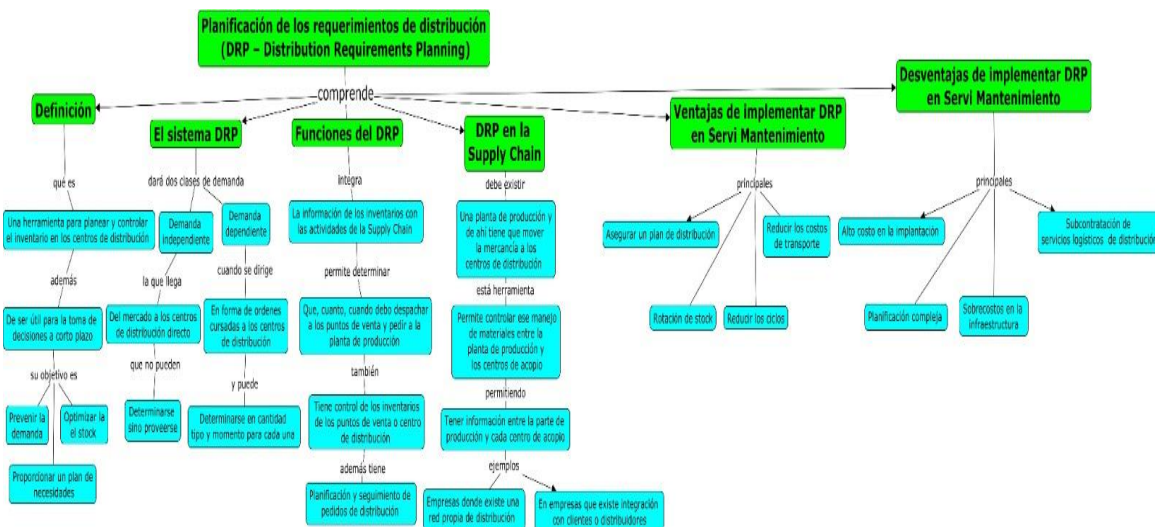 Planificación de los requerimientos de distribución
(DRP – Distribution Requirements Planning)
comprende
Definición
qué es
Una herramienta para planear y controlar
el inventario en los centros de distribución
además
De ser útil para la toma de
decisiones a corto plazo
su objetivo es
Prevenir la
demanda
Optimizar la
el stock
Proporcionar un plan de
necesidades
El sistema DRP
dará dos clases de demanda
Demanda
independiente
la que llega
Del mercado a los centros
de distribución directo
que no pueden
Determinarse
sino proveerse
Demanda
dependiente
cuando se dirige
En forma de ordenes
cursadas a los centros
de distribución
y puede
Determinarse en cantidad
tipo y momento para cada una
Funciones del DRP
integra
La información de los inventarios con
las actividades de la Supply Chain
permite determinar
Que, cuanto, cuando debo despachar
a los puntos de venta y pedir a la
planta de producción
también
Tiene control de los inventarios
de los puntos de venta o centro
de distribución
además tiene
Planificación y seguimiento de
pedidos de distribución
DRP en la
Supply Chain
debe existir
Una planta de producción y
de ahí tiene que mover
la mercancía a los
centros de distribución
está herramienta
Permite controlar ese manejo
de materiales entre la
planta de producción y
los centros de acopio
permitiendo
Tener información entre la parte de
producción y cada centro de acopio
ejemplos
Empresas donde existe una
red propia de distribución
En empresas que existe integración
con clientes o distribuidores
Ventajas de implementar DRP
en Servi Mantenimiento
principales
Asegurar un plan de distribución
Rotación de stock
Reducir los ciclos
Reducir los costos
de transporte
Desventajas de implementar DRP
en Servi Mantenimiento
principales
Alto costo en la implantación
Planificación compleja
Sobrecostos en la
infraestructura
Subcontratación de
servicios logísticos de distribución